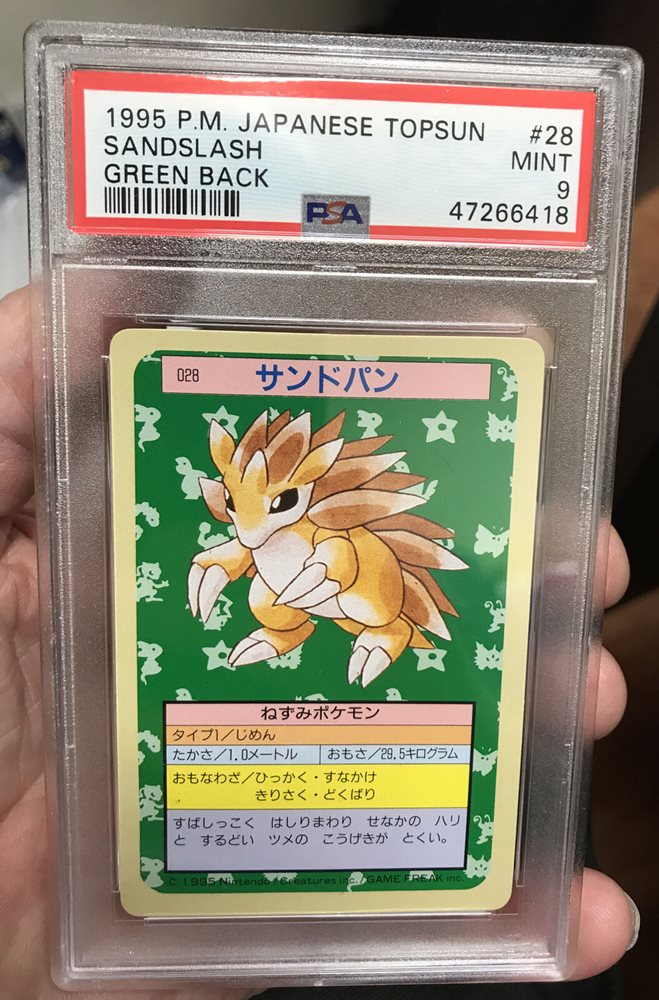 1995 P.M. JAPANESE TOPSUN #28
SANDSLASH MINT
GREEN BACK 9
PSA 47266418
028 サンドパン
ねずみポケモン
タイプ1/じめん
たかさ/1.0メートル おもさ/29.5キログラム
おもなわざ/ひっかく・すなかけ
きりさく・どくばり
すばしっこく はしりまわり せなかの ハリ
と するどい ツメの こうげきが とくい。
© 1995 Nintendo/Creatures inc./GAME FREAK inc.